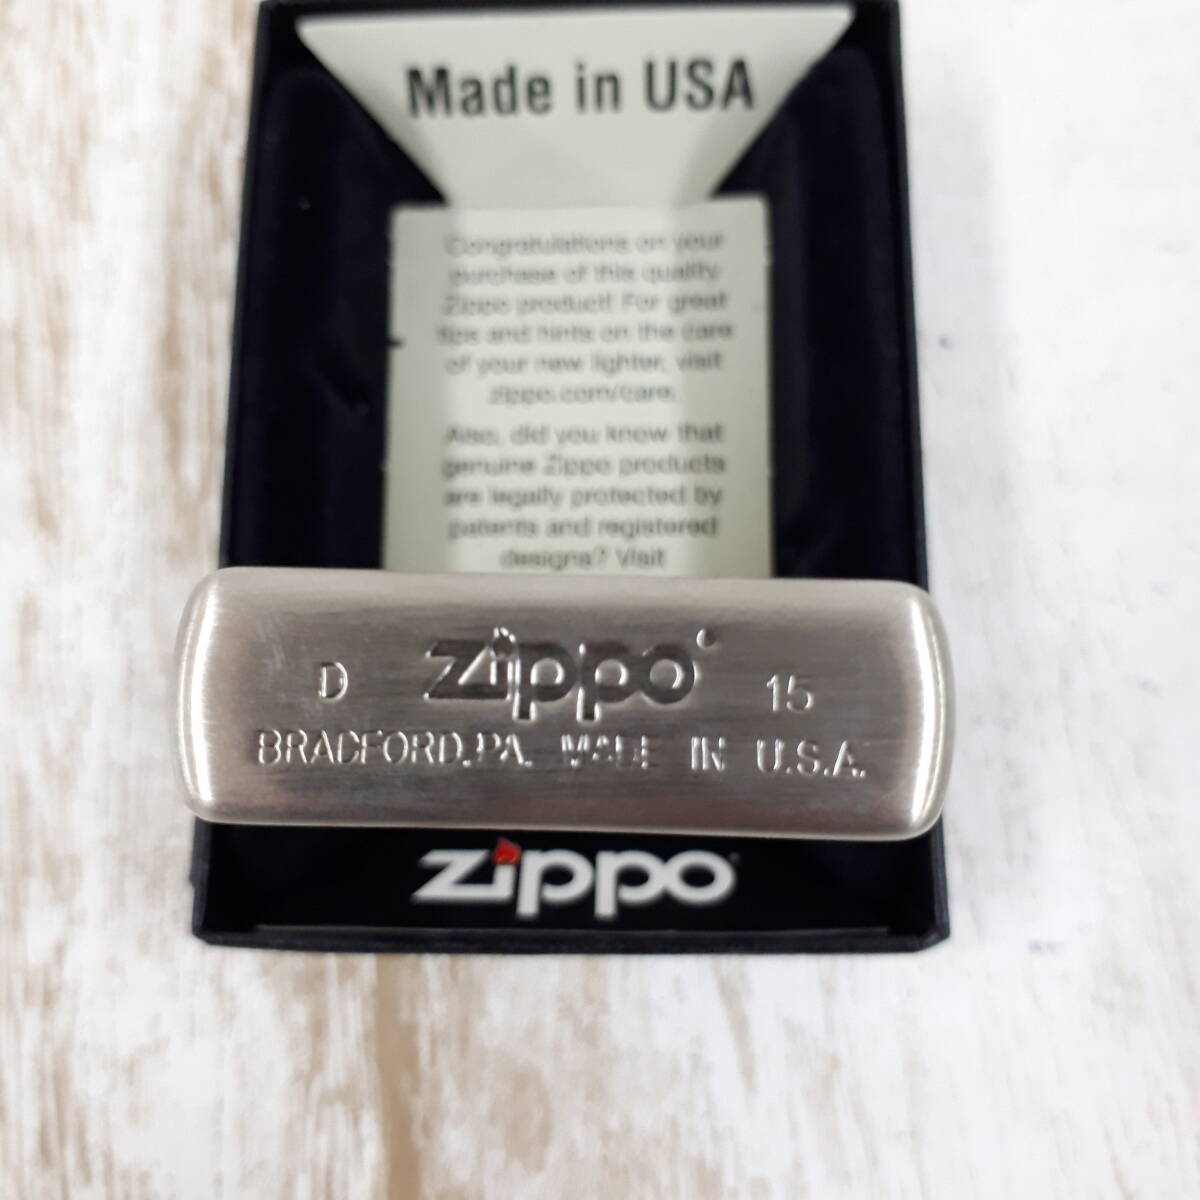 Made in USA
Congratulations on your
purchase of this quality
Zippo product! For great
tips and hints on the care
of your new lighter, visit
zippo.com/care.
Also, did you know that
genuine Zippo products
are legally protected by
patents and registered
designs? Visit
D zippo 15
BRADFORD,PA. MADE IN U.S.A.
zippo